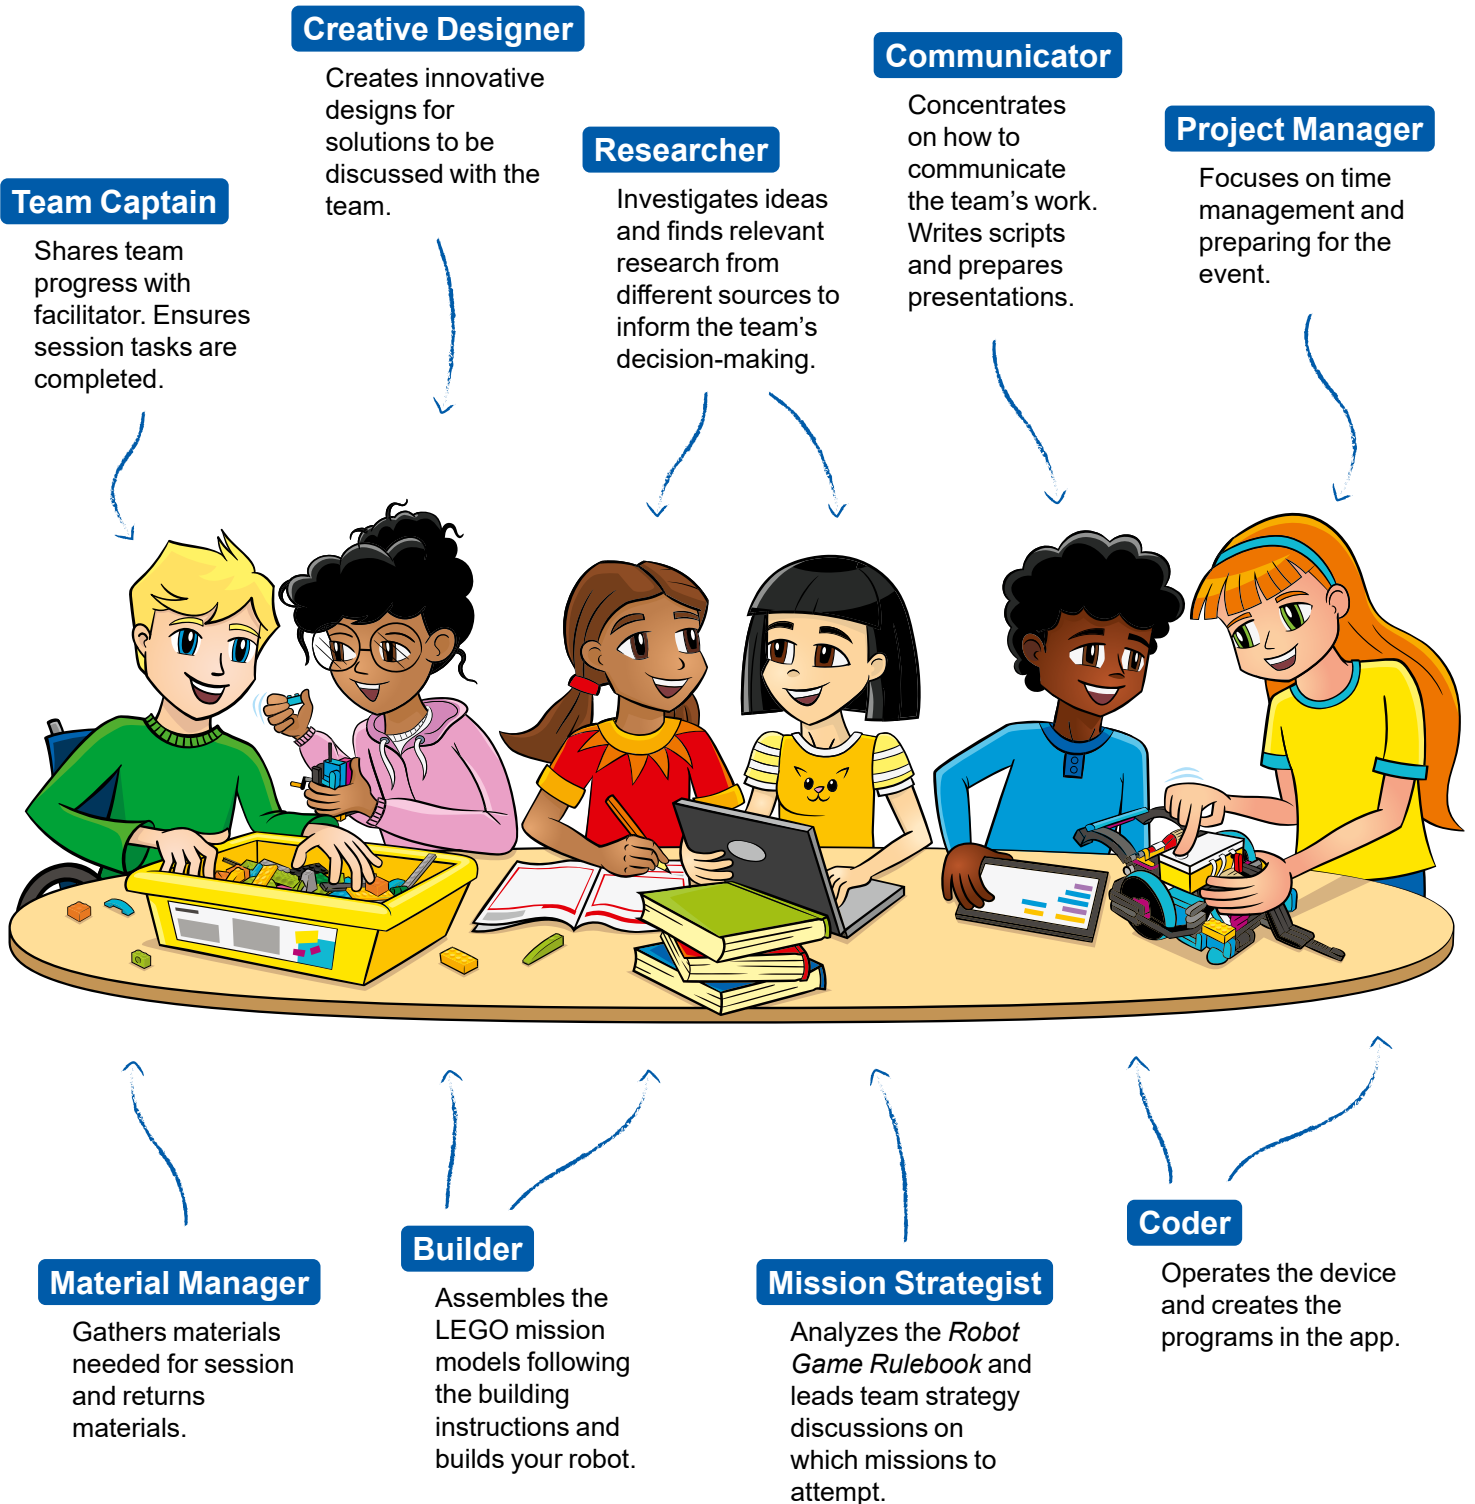 Creative Designer
Creates innovative
designs for
solutions to be
discussed with the
team.
Communicator
Concentrates
on how to
communicate
the team’s work.
Writes scripts
and prepares
presentations.
Project Manager
Focuses on time
management and
preparing for the
event.
Researcher
Investigates ideas
and finds relevant
research from
different sources to
inform the team’s
decision-making.
Team Captain
Shares team
progress with
facilitator. Ensures
session tasks are
completed.
Material Manager
Gathers materials
needed for session
and returns
materials.
Builder
Assembles the
LEGO mission
models following
the building
instructions and
builds your robot.
Mission Strategist
Analyzes the Robot
Game Rulebook and
leads team strategy
discussions on
which missions to
attempt.
Coder
Operates the device
and creates the
programs in the app.